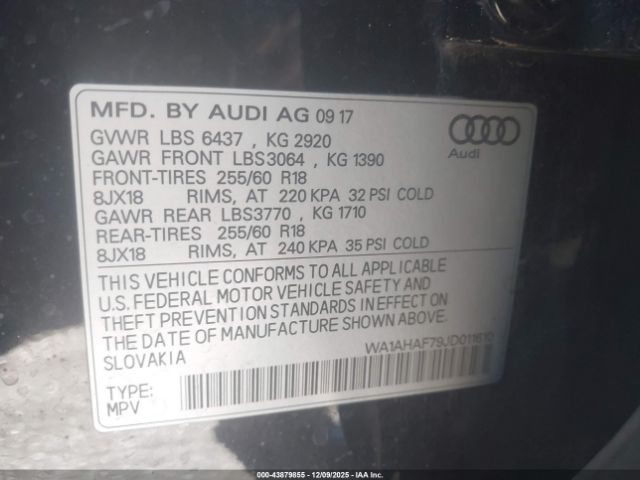 MFD. BY AUDI AG 09 17
GVWR LBS 6437 , KG 2920
GAWR FRONT LBS3064 , KG 1390
FRONT-TIRES 255/60 R18
8JX18 RIMS, AT 220 KPA 32 PSI COLD
GAWR REAR LBS3770 , KG 1710
REAR-TIRES 255/60 R18
8JX18 RIMS, AT 240 KPA 35 PSI COLD
Audi
THIS VEHICLE CONFORMS TO ALL APPLICABLE
U.S. FEDERAL MOTOR VEHICLE SAFETY AND
THEFT PREVENTION STANDARDS IN EFFECT ON
THE DATE OF MANUFACTURE SHOWN ABOVE.
SLOVAKIA
WA1AHAF79JD011610
TYPE:
MPV
000-43879855 • 12/09/2025 • IAA, Inc.